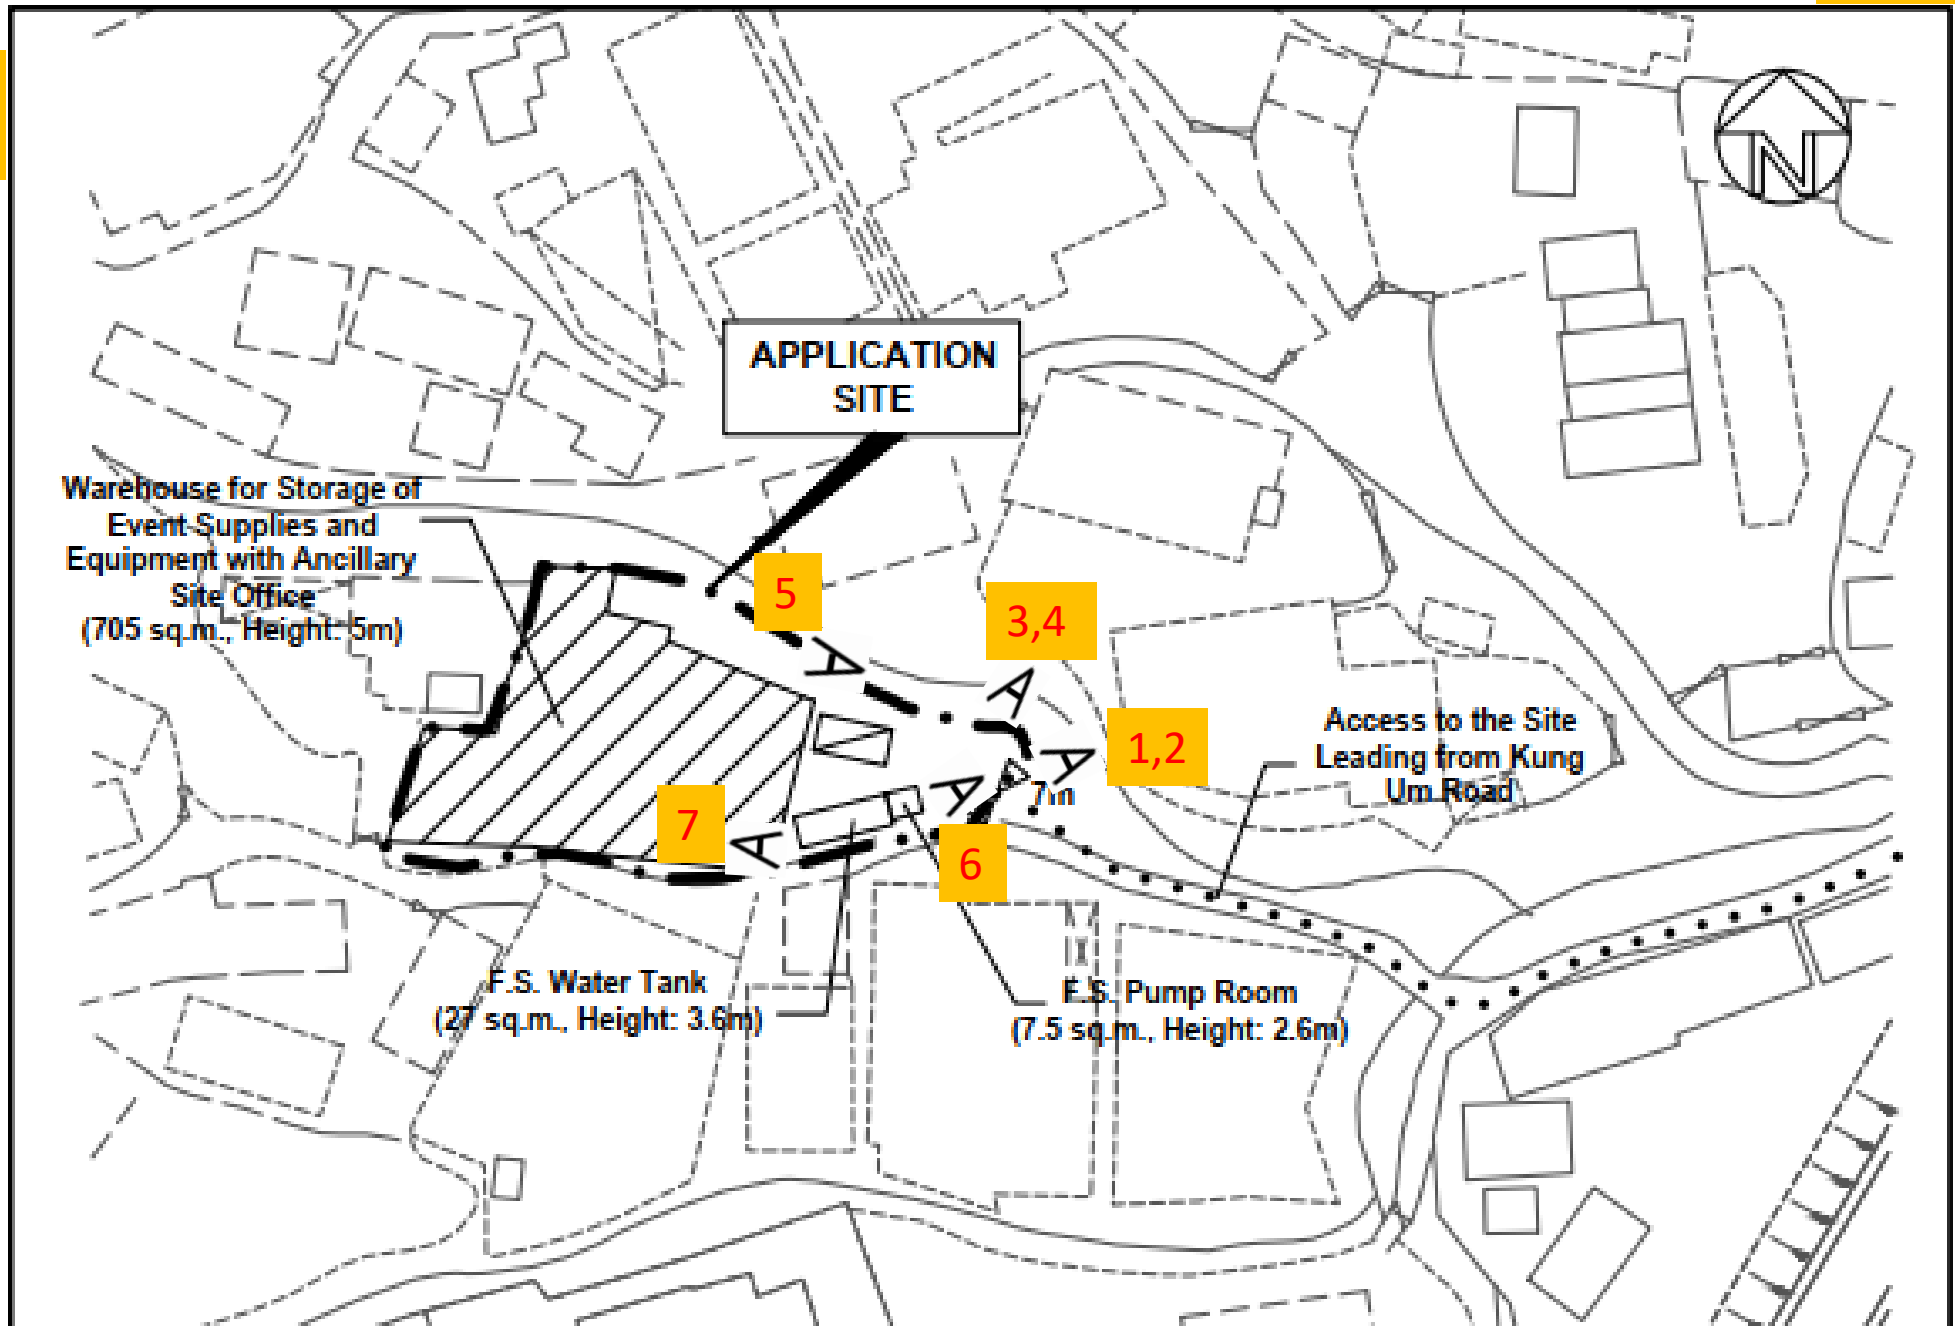 N
APPLICATION
SITE
Warehouse for Storage of
Event Supplies and
Equipment with Ancillary
Site Office
(705 sq.m., Height: 5m)
5
3,4
1,2
7m
Access to the Site
Leading from Kung
Um Road
7
6
F.S. Water Tank
(27 sq.m., Height: 3.6m)
F.S. Pump Room
(7.5 sq.m., Height: 2.6m)